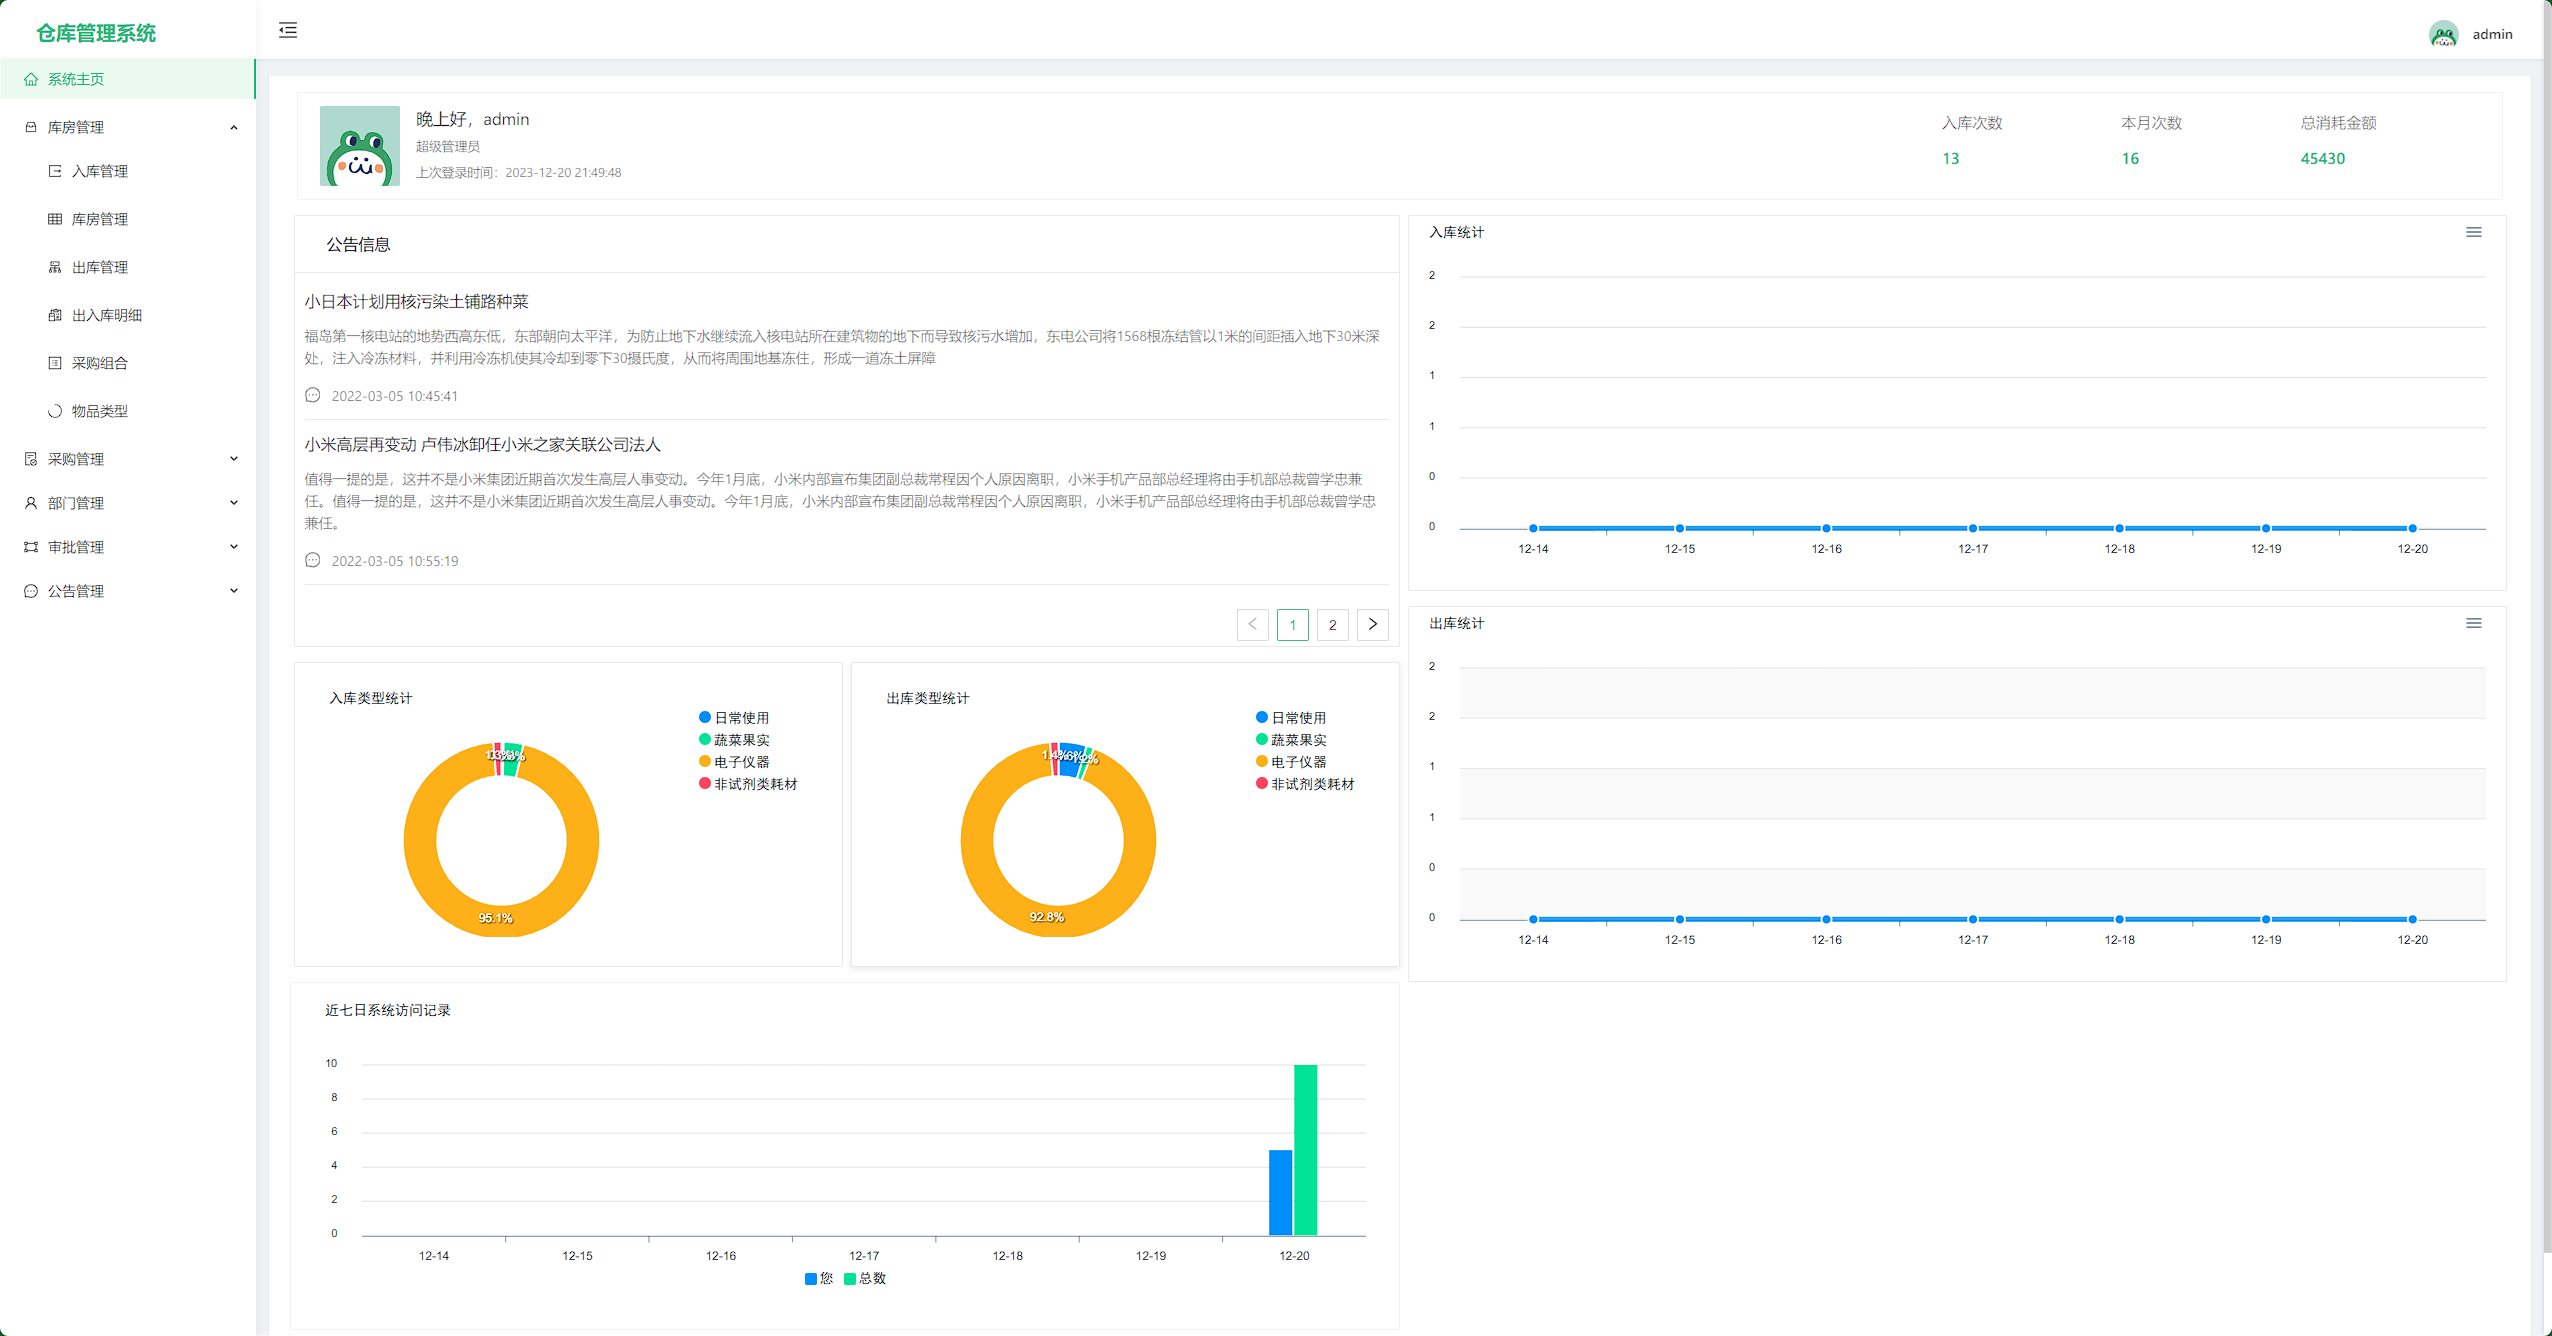 仓库管理系统
admin
系统主页
库房管理
入库管理
库房管理
出库管理
出入库明细
采购组合
物品类型
采购管理
部门管理
审批管理
公告管理
晚上好，admin
超级管理员
上次登录时间：2023-12-20 21:49:48
入库次数
13
本月次数
16
总消耗金额
45430
公告信息
小日本计划用核污染土铺路种菜
福岛第一核电站的地势西高东低，东部朝向太平洋，为防止地下水继续流入核电站所在建筑物的地下而导致核污水增加，东电公司将1568根冻结管以1米的间距插入地下30米深
处，注入冷冻材料，并利用冷冻机使其冷却到零下30摄氏度，从而将周围地基冻住，形成一道冻土屏障
2022-03-05 10:45:41
小米高层再变动 卢伟冰卸任小米之家关联公司法人
值得一提的是，这并不是小米集团近期首次发生高层人事变动。今年1月底，小米内部宣布集团副总裁常程因个人原因离职，小米手机产品部总经理将由手机部总裁曾学忠兼
任。值得一提的是，这并不是小米集团近期首次发生高层人事变动。今年1月底，小米内部宣布集团副总裁常程因个人原因离职，小米手机产品部总经理将由手机部总裁曾学忠
兼任。
2022-03-05 10:55:19
1
2
入库统计
2
2
1
1
0
0
12-14 12-15 12-16 12-17 12-18 12-19 12-20
出库统计
2
2
1
1
0
0
12-14 12-15 12-16 12-17 12-18 12-19 12-20
入库类型统计
日常使用
蔬菜果实
电子仪器
非试剂类耗材
95.1%
出库类型统计
日常使用
蔬菜果实
电子仪器
非试剂类耗材
92.8%
近七日系统访问记录
10
8
6
4
2
0
12-14 12-15 12-16 12-17 12-18 12-19 12-20
您 总数